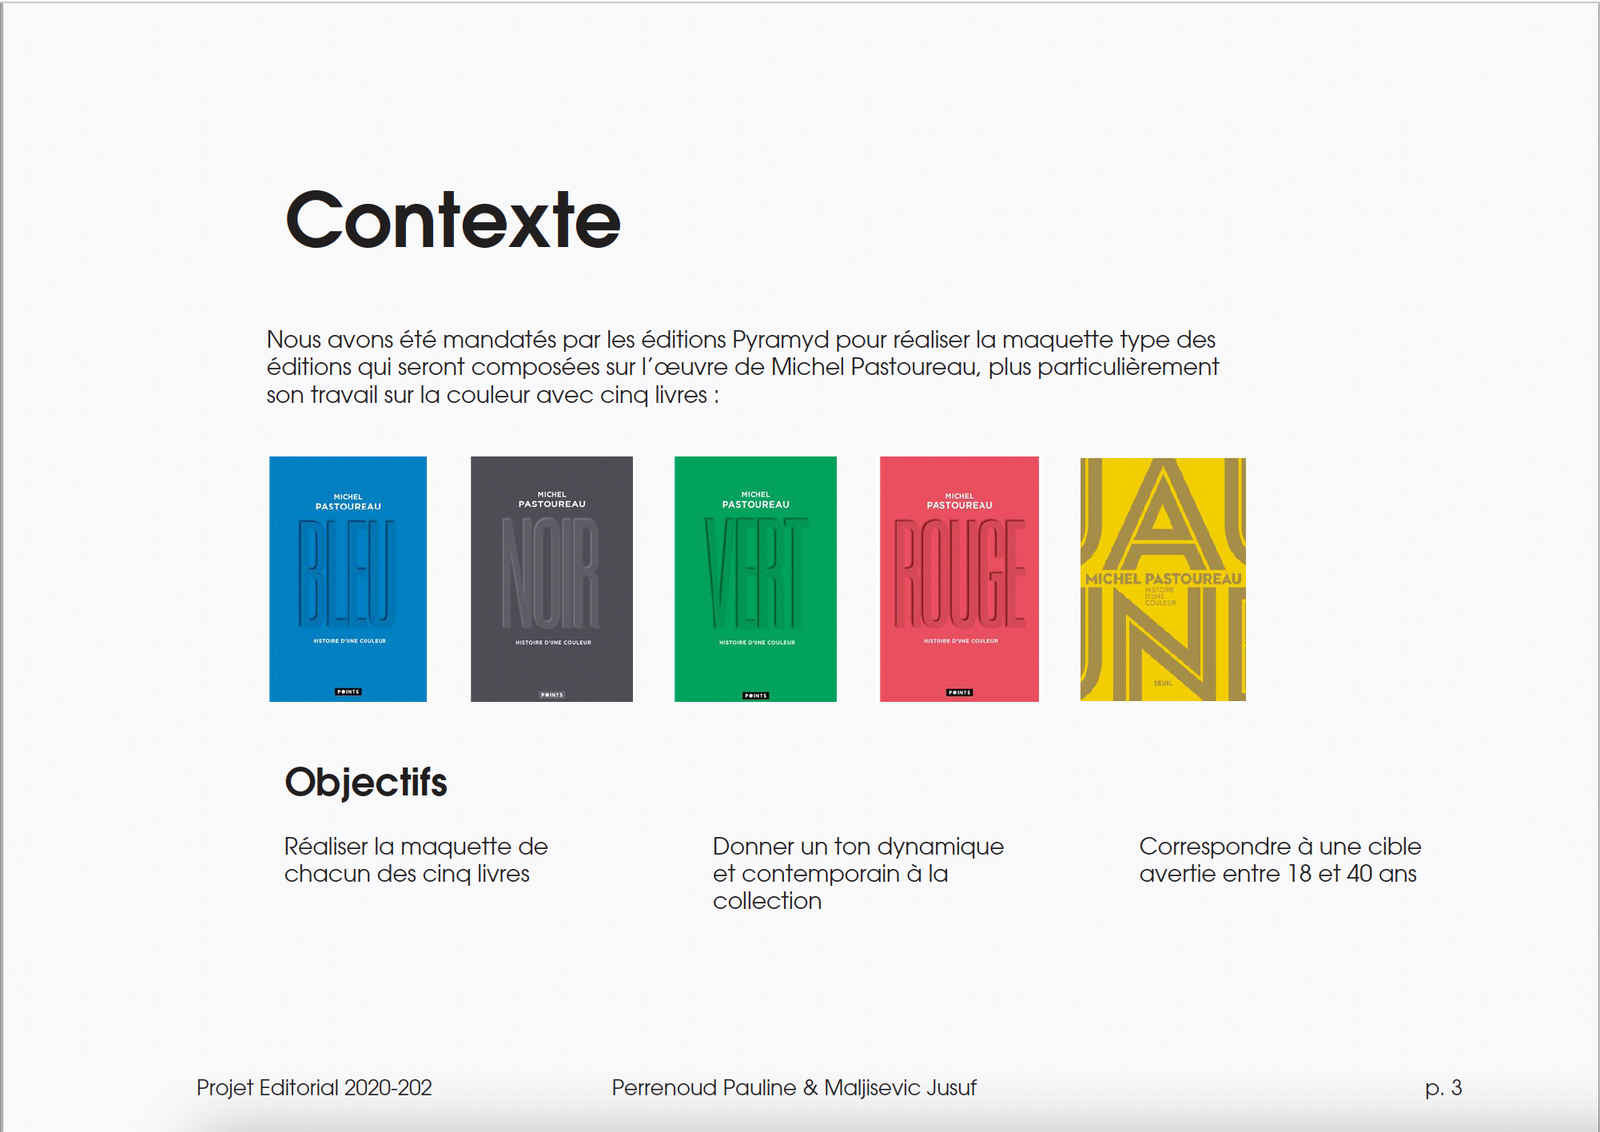 Contexte
Nous avons été mandatés par les éditions Pyramyd pour réaliser la maquette type des
éditions qui seront composées sur l’œuvre de Michel Pastoureau, plus particulièrement
son travail sur la couleur avec cinq livres :
MICHEL
PASTOUREAU
BLEU
HISTOIRE D'UNE COULEUR
POINTS
MICHEL
PASTOUREAU
NOIR
HISTOIRE D'UNE COULEUR
POINTS
MICHEL
PASTOUREAU
VERT
HISTOIRE D'UNE COULEUR
POINTS
MICHEL
PASTOUREAU
ROUGE
HISTOIRE D'UNE COULEUR
POINTS
JAU
MICHEL PASTOUREAU
HISTOIRE
D'UNE
COULEUR
UNE
SEUIL
Objectifs
Réaliser la maquette de
chacun des cinq livres
Donner un ton dynamique
et contemporain à la
collection
Correspondre à une cible
avertie entre 18 et 40 ans
Projet Editorial 2020-202
Perrenoud Pauline & Maljisevic Jusuf
p. 3